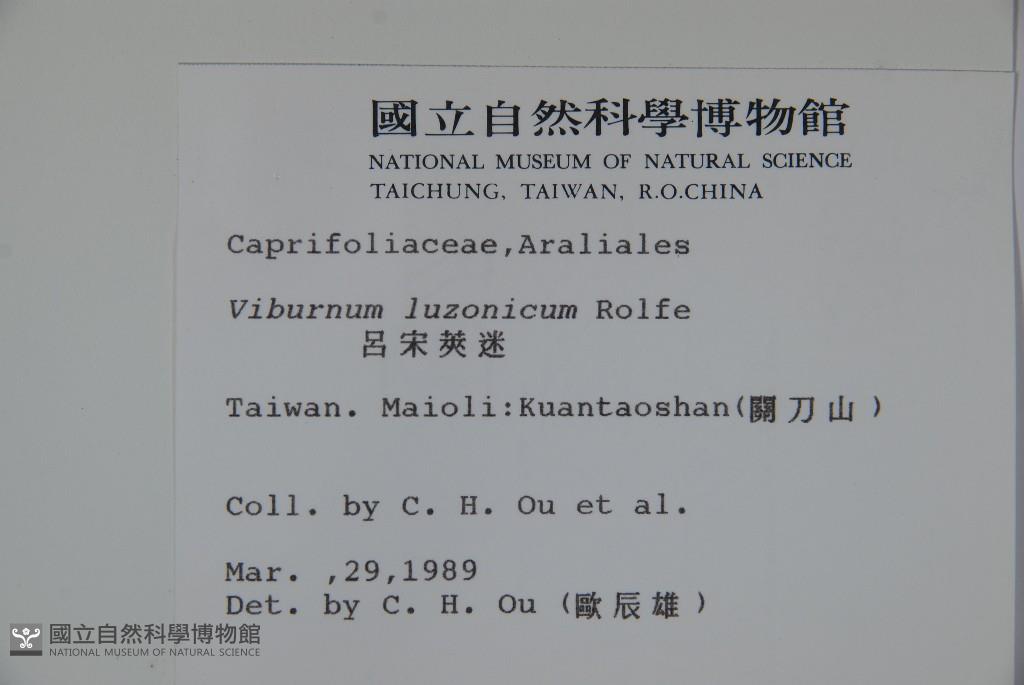 國立自然科學博物館
NATIONAL MUSEUM OF NATURAL SCIENCE
TAICHUNG, TAIWAN, R.O.CHINA
Caprifoliaceae,Araliales
Viburnum luzonicum Rolfe
呂宋莢迷
Taiwan. Maioli:Kuantaoshan(關刀山)
Coll. by C. H. Ou et al.
Mar. ,29,1989
Det. by C. H. Ou (歐辰雄)
國立自然科學博物館
NATIONAL MUSEUM OF NATURAL SCIENCE